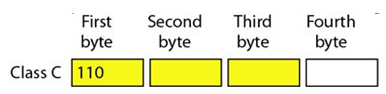 First Second Third Fourth
byte byte byte byte
Class C 110